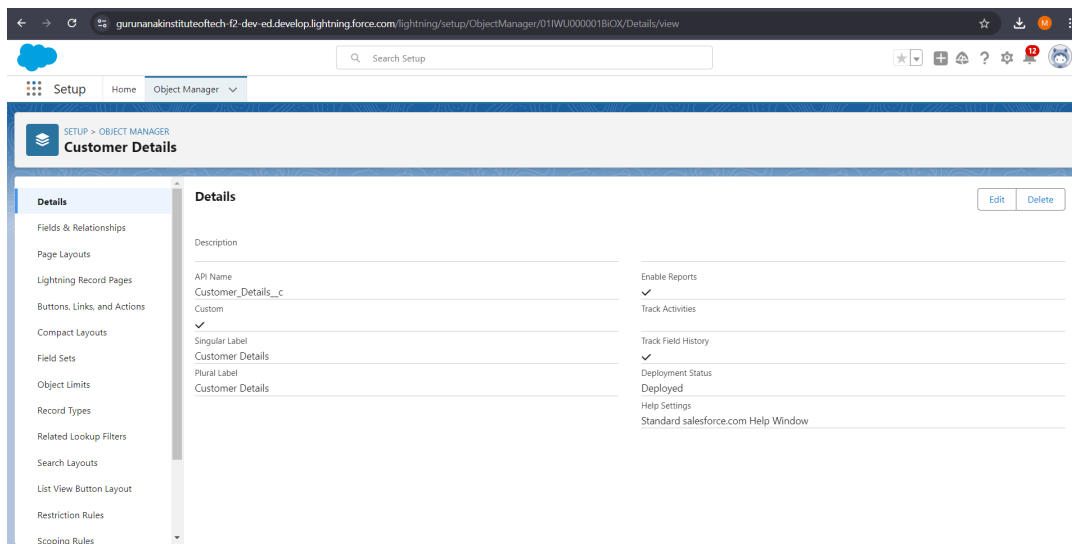 gurunanakinstituteoftech-f2-dev-ed.develop.lightning.force.com/lightning/setup/ObjectManager/01IWU000001BiOX/Details/view
M
Search Setup
12
Setup
Home
Object Manager
SETUP > OBJECT MANAGER
Customer Details
Details
Fields & Relationships
Page Layouts
Lightning Record Pages
Buttons, Links, and Actions
Compact Layouts
Field Sets
Object Limits
Record Types
Related Lookup Filters
Search Layouts
List View Button Layout
Restriction Rules
Scoping Rules
Details
Edit
Delete
Description
API Name
Customer_Details__c
Custom
Singular Label
Customer Details
Plural Label
Customer Details
Enable Reports
Track Activities
Track Field History
Deployment Status
Deployed
Help Settings
Standard salesforce.com Help Window